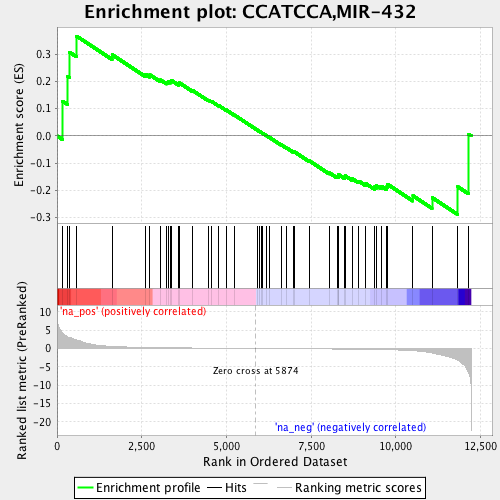 Enrichment plot: CCATCCA,MIR-432
Enrichment score (ES)
0.3
0.2
0.1
0.0
-0.1
-0.2
-0.3
'na_pos' (positively correlated)
Ranked list metric (PreRanked)
10
5
0
-5
-10
-15
-20
Zero cross at 5874
'na_neg' (negatively correlated)
0
2,500
5,000
7,500
10,000
12,500
Rank in Ordered Dataset
Enrichment profile
Hits
Ranking metric scores